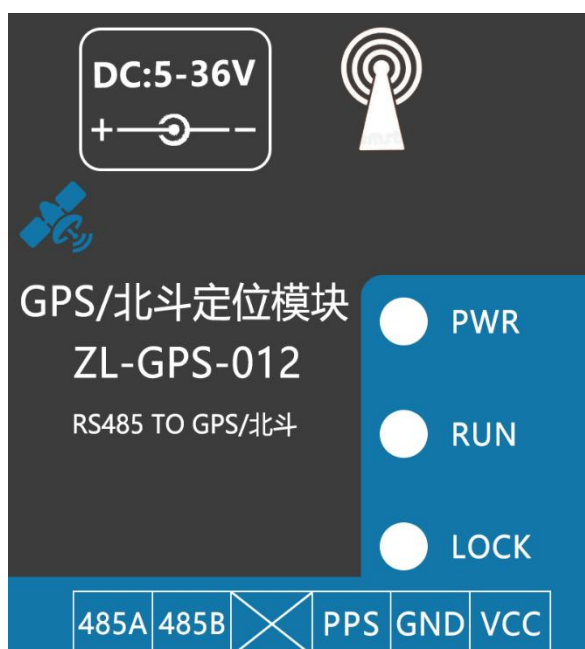 DC:5-36V
+ -
GPS/北斗定位模块
ZL-GPS-012
RS485 TO GPS/北斗
PWR
RUN
LOCK
485A 485B PPS GND VCC